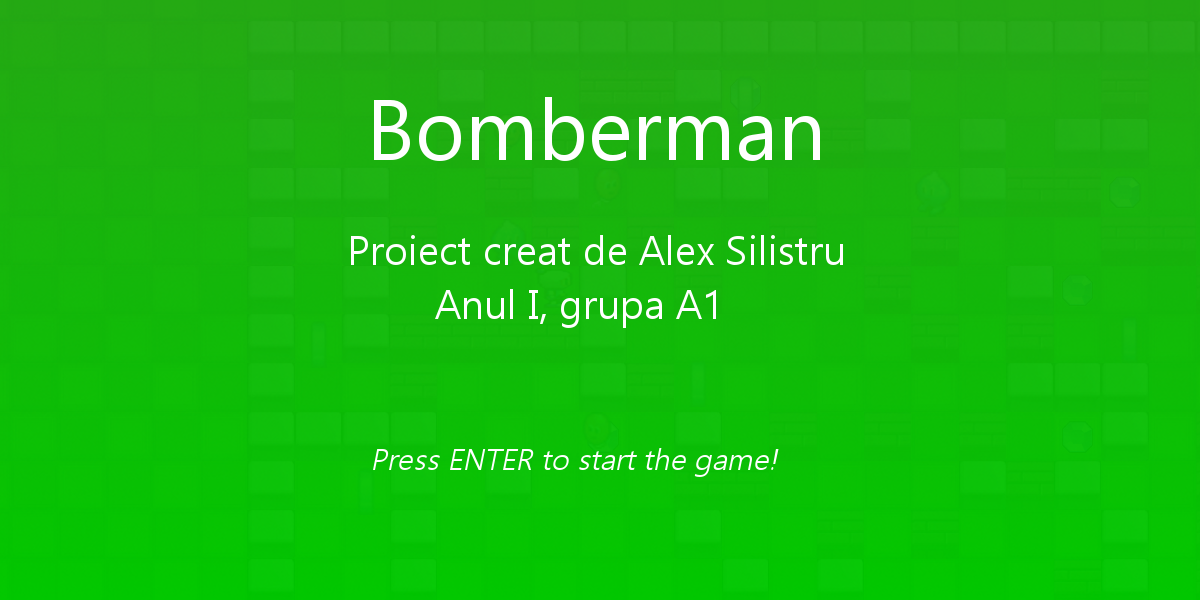 Bomberman
Proiect creat de Alex Silistru
Anul I, grupa A1
Press ENTER to start the game!